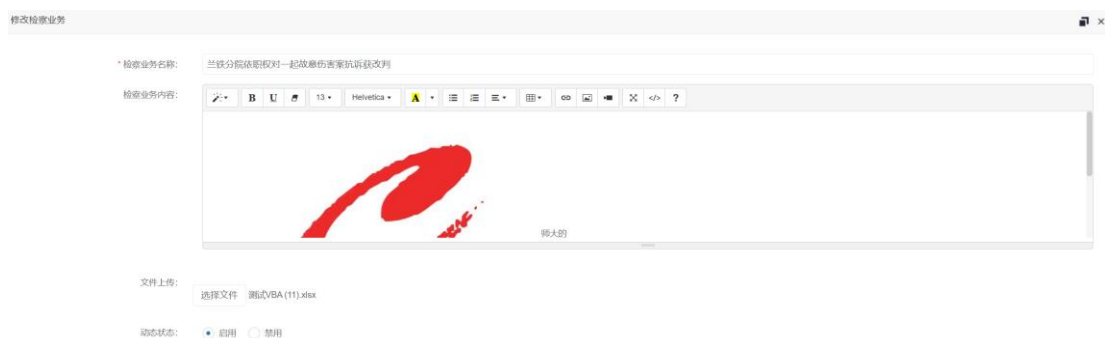 修改检察业务
* 检察业务名称:
兰铁分院依职权对一起故意伤害案抗诉获改判
检察业务内容:
B U 13 Helvetica A </> ?
师大的
文件上传:
选择文件 测试VBA (11).xlsx
动态状态:
启用 禁用